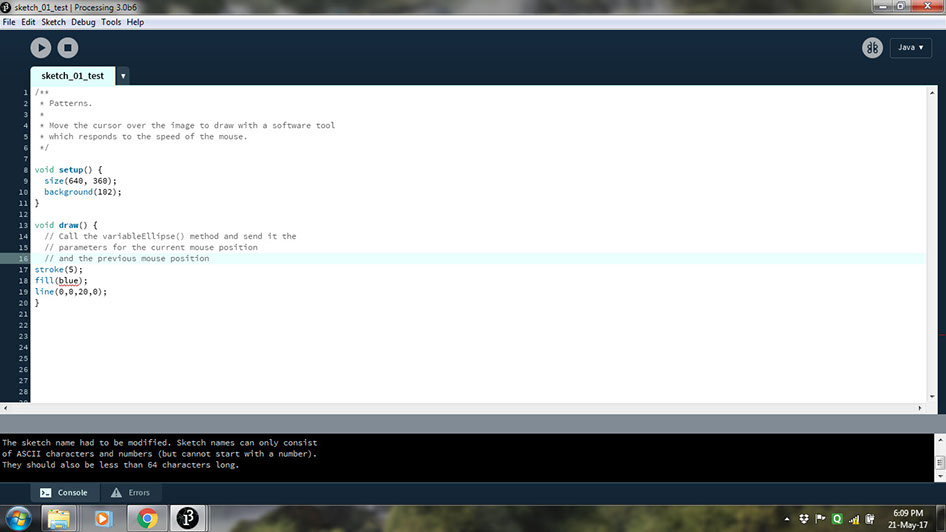 sketch_01_test | Processing 3.0b6
File Edit Sketch Debug Tools Help
Java ▾
sketch_01_test ▾
1 /**
2 * Patterns.
3 *
4 * Move the cursor over the image to draw with a software tool
5 * which responds to the speed of the mouse.
6 */
7
8 void setup() {
9 size(640, 360);
10 background(102);
11 }
12
13 void draw() {
14 // Call the variableEllipse() method and send it the
15 // parameters for the current mouse position
16 // and the previous mouse position
17 stroke(5);
18 fill(blue);
19 line(0,0,20,0);
20 }
21
22
23
24
25
26
27
28
The sketch name had to be modified. Sketch names can only consist
of ASCII characters and numbers (but cannot start with a number).
They should also be less than 64 characters long.
Console Errors
6:09 PM
21-May-17